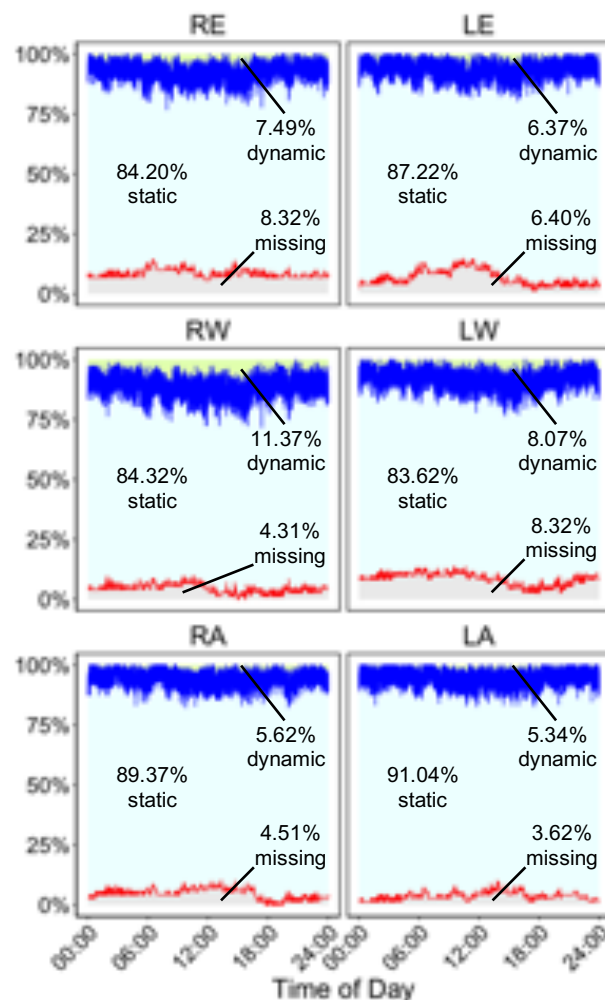 RE LE
100%
75%
50%
25%
0%
7.49%
dynamic
84.20%
static
8.32%
missing
6.37%
dynamic
87.22%
static
6.40%
missing
RW LW
100%
75%
50%
25%
0%
11.37%
dynamic
84.32%
static
4.31%
missing
8.07%
dynamic
83.62%
static
8.32%
missing
RA LA
100%
75%
50%
25%
0%
5.62%
dynamic
89.37%
static
4.51%
missing
5.34%
dynamic
91.04%
static
3.62%
missing
00:00 06:00 12:00 18:00 24:00 00:00 06:00 12:00 18:00 24:00
Time of Day